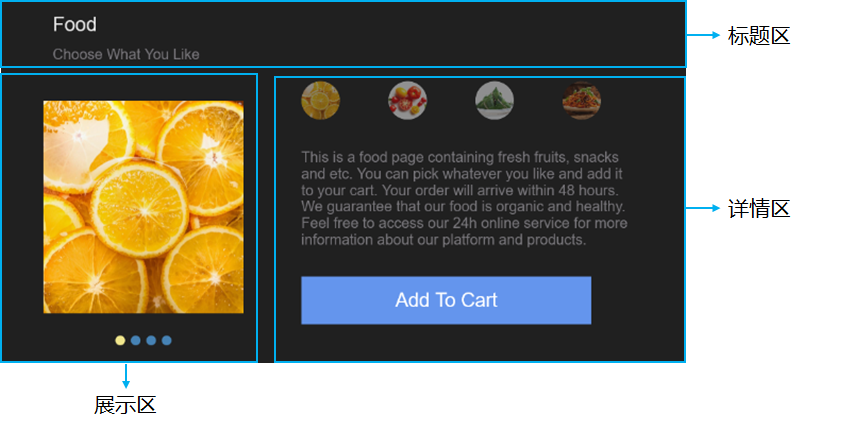 Food
Choose What You Like
标题区
This is a food page containing fresh fruits, snacks
and etc. You can pick whatever you like and add it
to your cart. Your order will arrive within 48 hours.
We guarantee that our food is organic and healthy.
Feel free to access our 24h online service for more
information about our platform and products.
详情区
Add To Cart
展示区